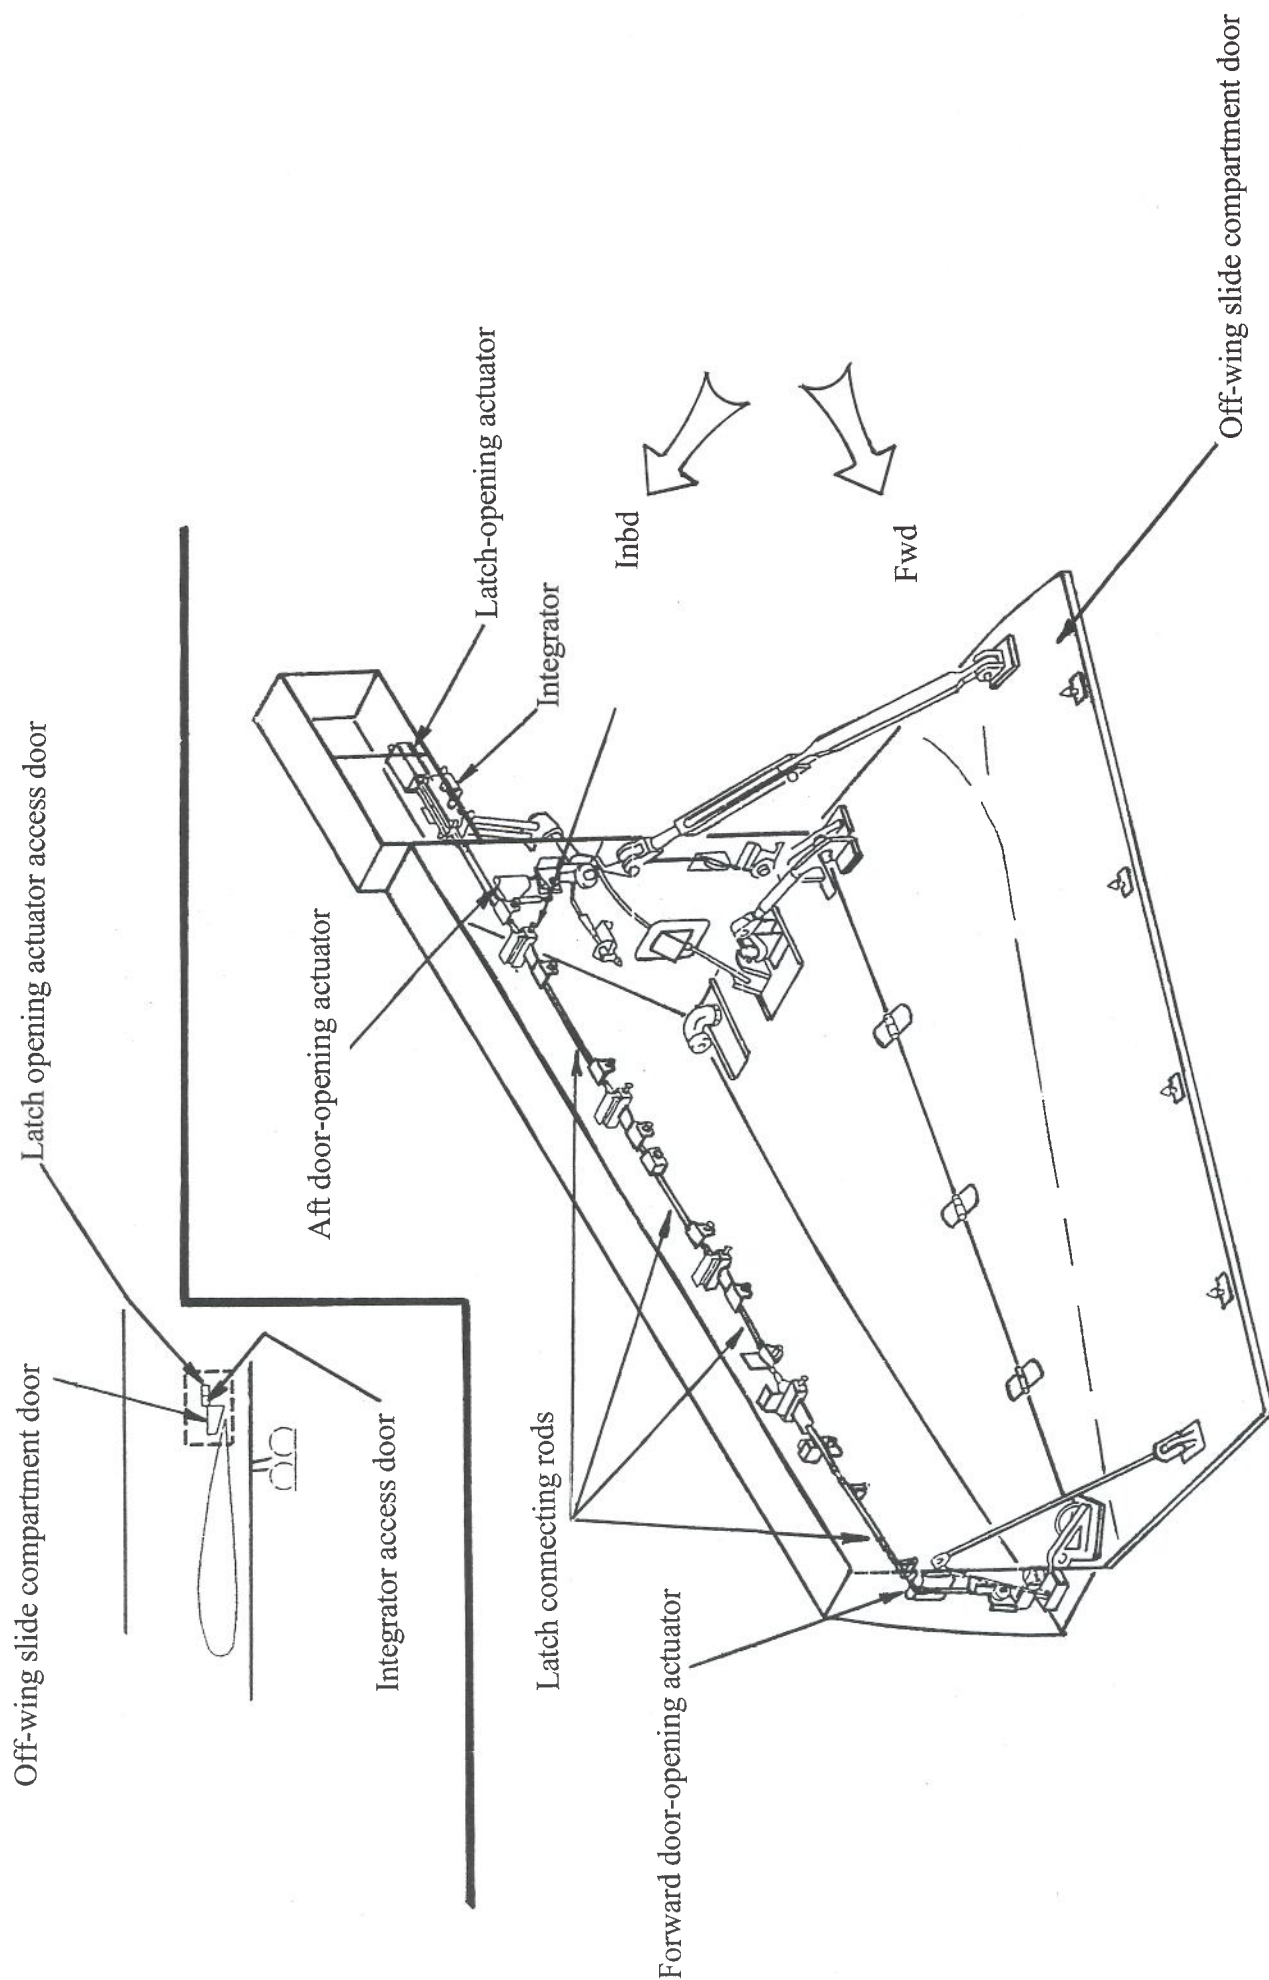 Off-wing slide compartment door
Latch opening actuator access door
Integrator access door
Aft door-opening actuator
Latch-opening actuator
Integrator
Inbd
Fwd
Latch connecting rods
Forward door-opening actuator
Off-wing slide compartment door